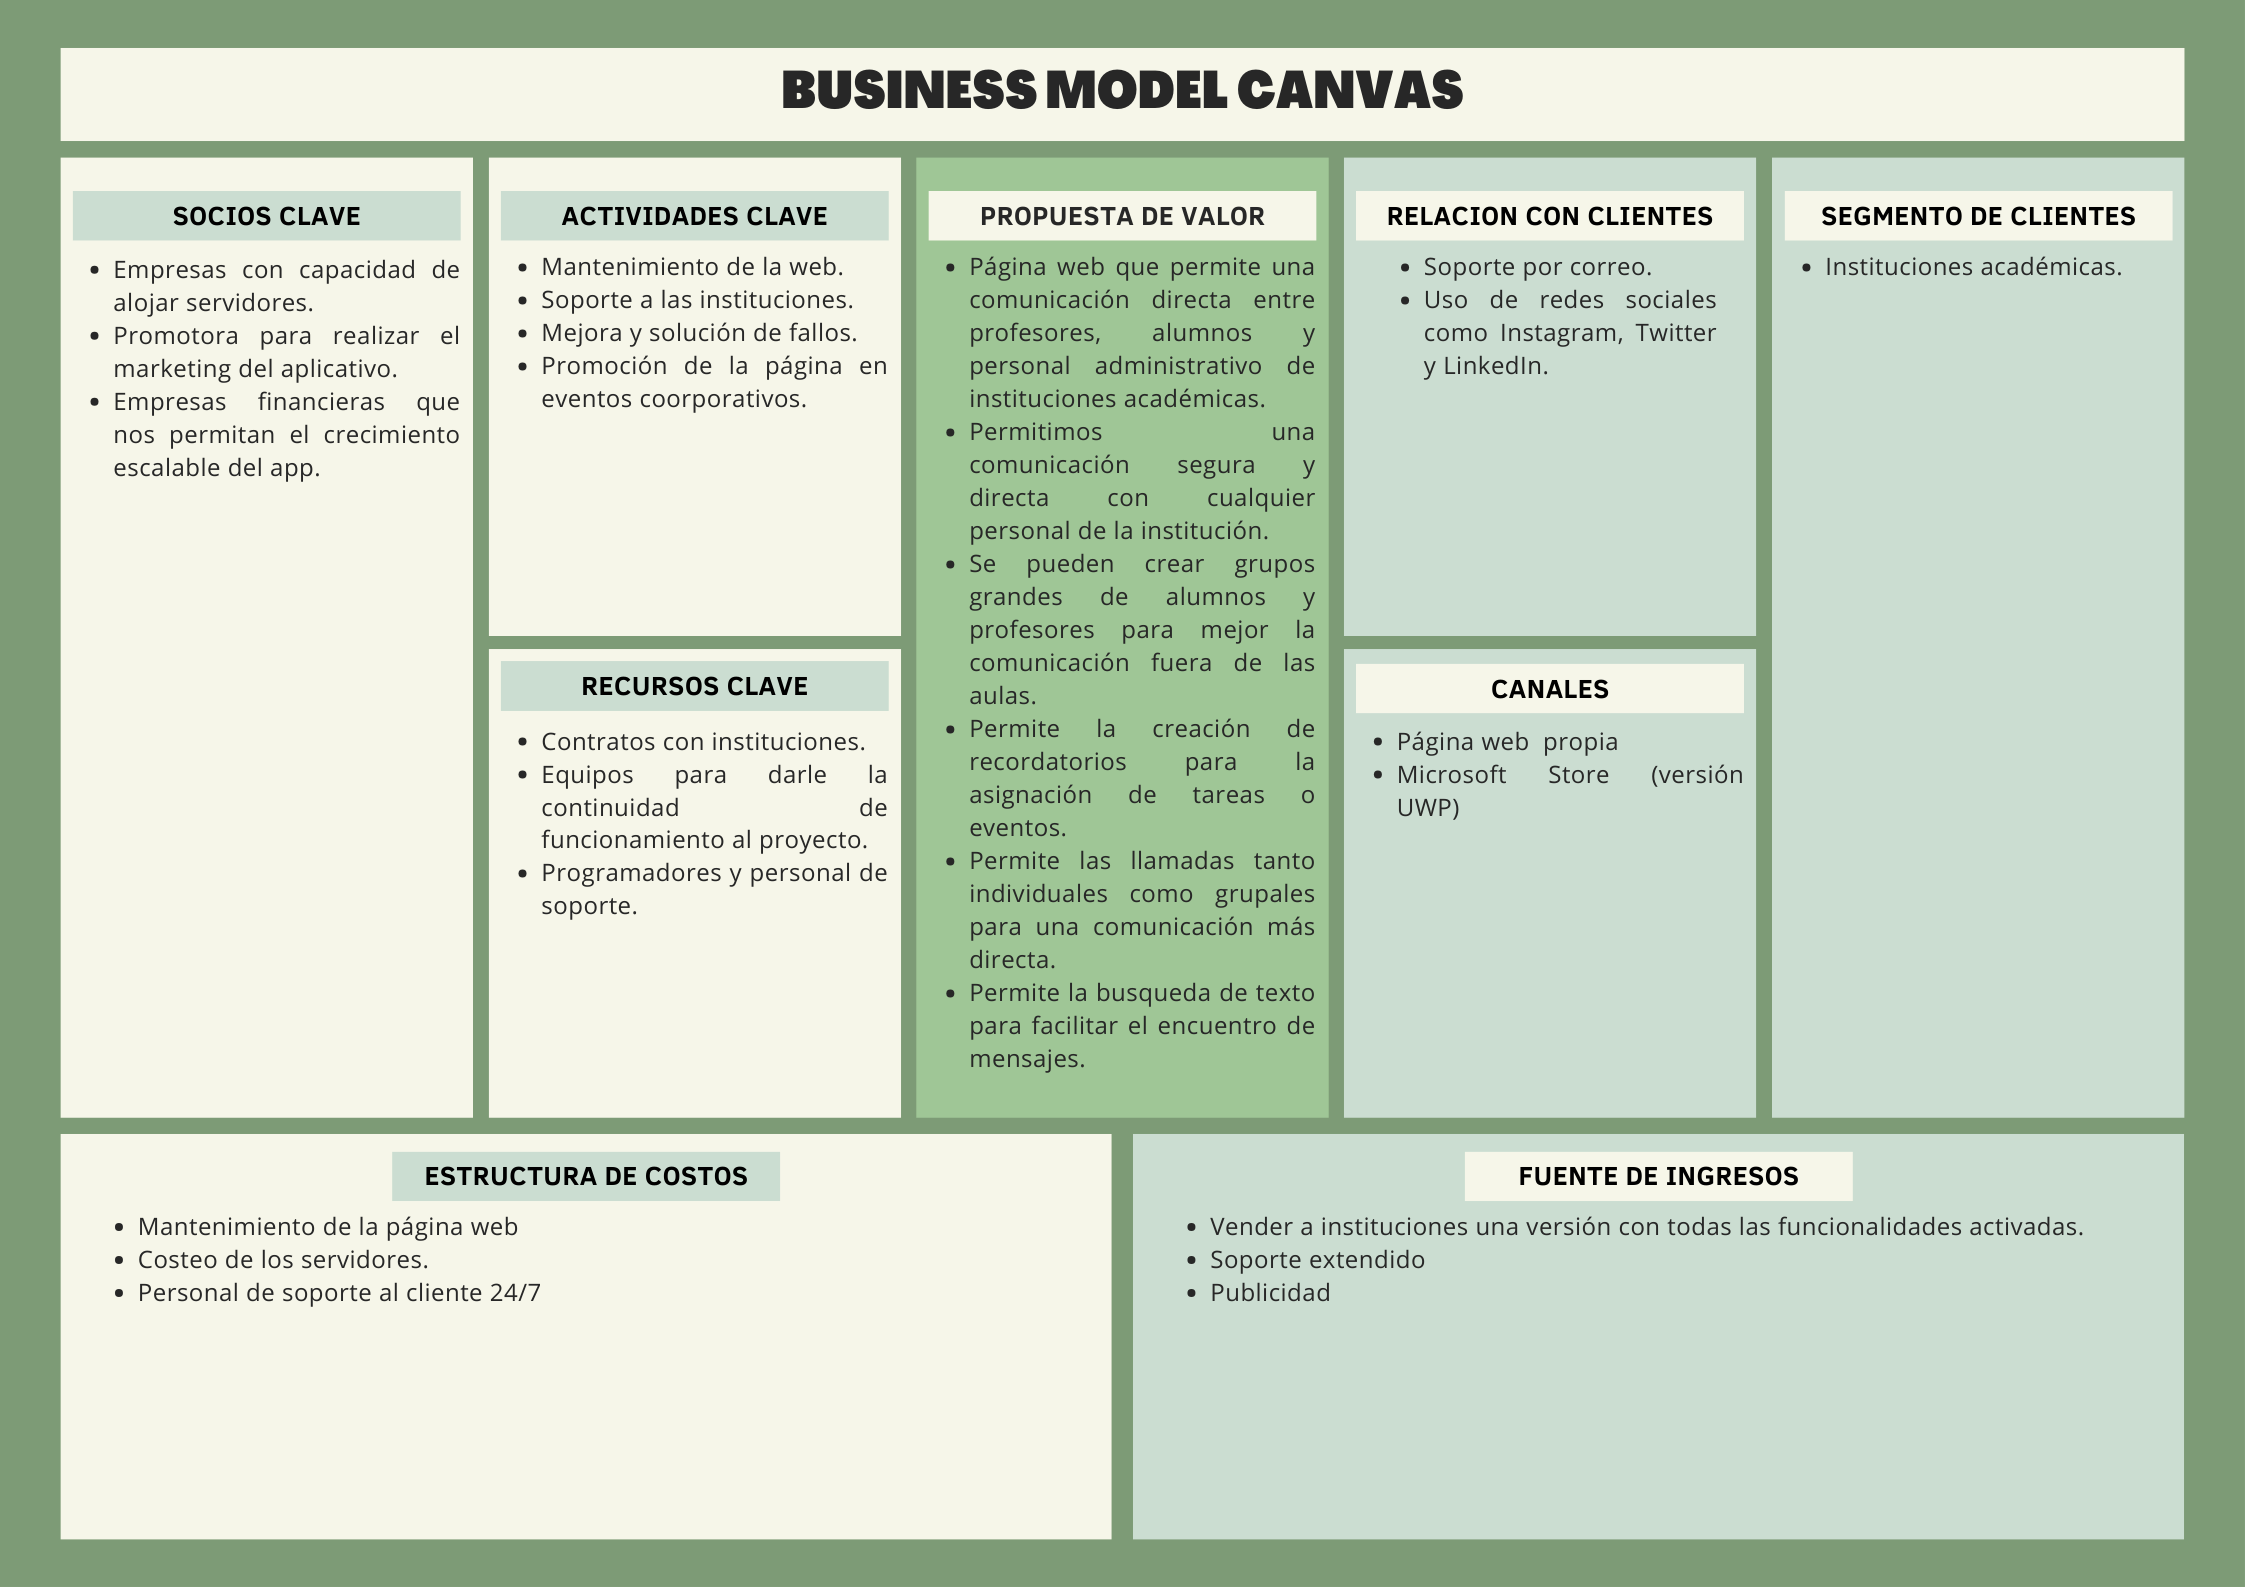 BUSINESS MODEL CANVAS
SOCIOS CLAVE
Empresas con capacidad de
alojar servidores.
Promotora para realizar el
marketing del aplicativo.
Empresas financieras que
nos permitan el crecimiento
escalable del app.
ACTIVIDADES CLAVE
Mantenimiento de la web.
Soporte a las instituciones.
Mejora y solución de fallos.
Promoción de la página en
eventos coorporativos.
RECURSOS CLAVE
Contratos con instituciones.
Equipos para darle la
continuidad de
funcionamiento al proyecto.
Programadores y personal de
soporte.
PROPUESTA DE VALOR
Página web que permite una
comunicación directa entre
profesores, alumnos y
personal administrativo de
instituciones académicas.
Permitimos una
comunicación segura y
directa con cualquier
personal de la institución.
Se pueden crear grupos
grandes de alumnos y
profesores para mejor la
comunicación fuera de las
aulas.
Permite la creación de
recordatorios para la
asignación de tareas o
eventos.
Permite las llamadas tanto
individuales como grupales
para una comunicación más
directa.
Permite la busqueda de texto
para facilitar el encuentro de
mensajes.
RELACION CON CLIENTES
Soporte por correo.
Uso de redes sociales
como Instagram, Twitter
y LinkedIn.
CANALES
Página web propia
Microsoft Store (versión
UWP)
SEGMENTO DE CLIENTES
Instituciones académicas.
ESTRUCTURA DE COSTOS
Mantenimiento de la página web
Costeo de los servidores.
Personal de soporte al cliente 24/7
FUENTE DE INGRESOS
Vender a instituciones una versión con todas las funcionalidades activadas.
Soporte extendido
Publicidad